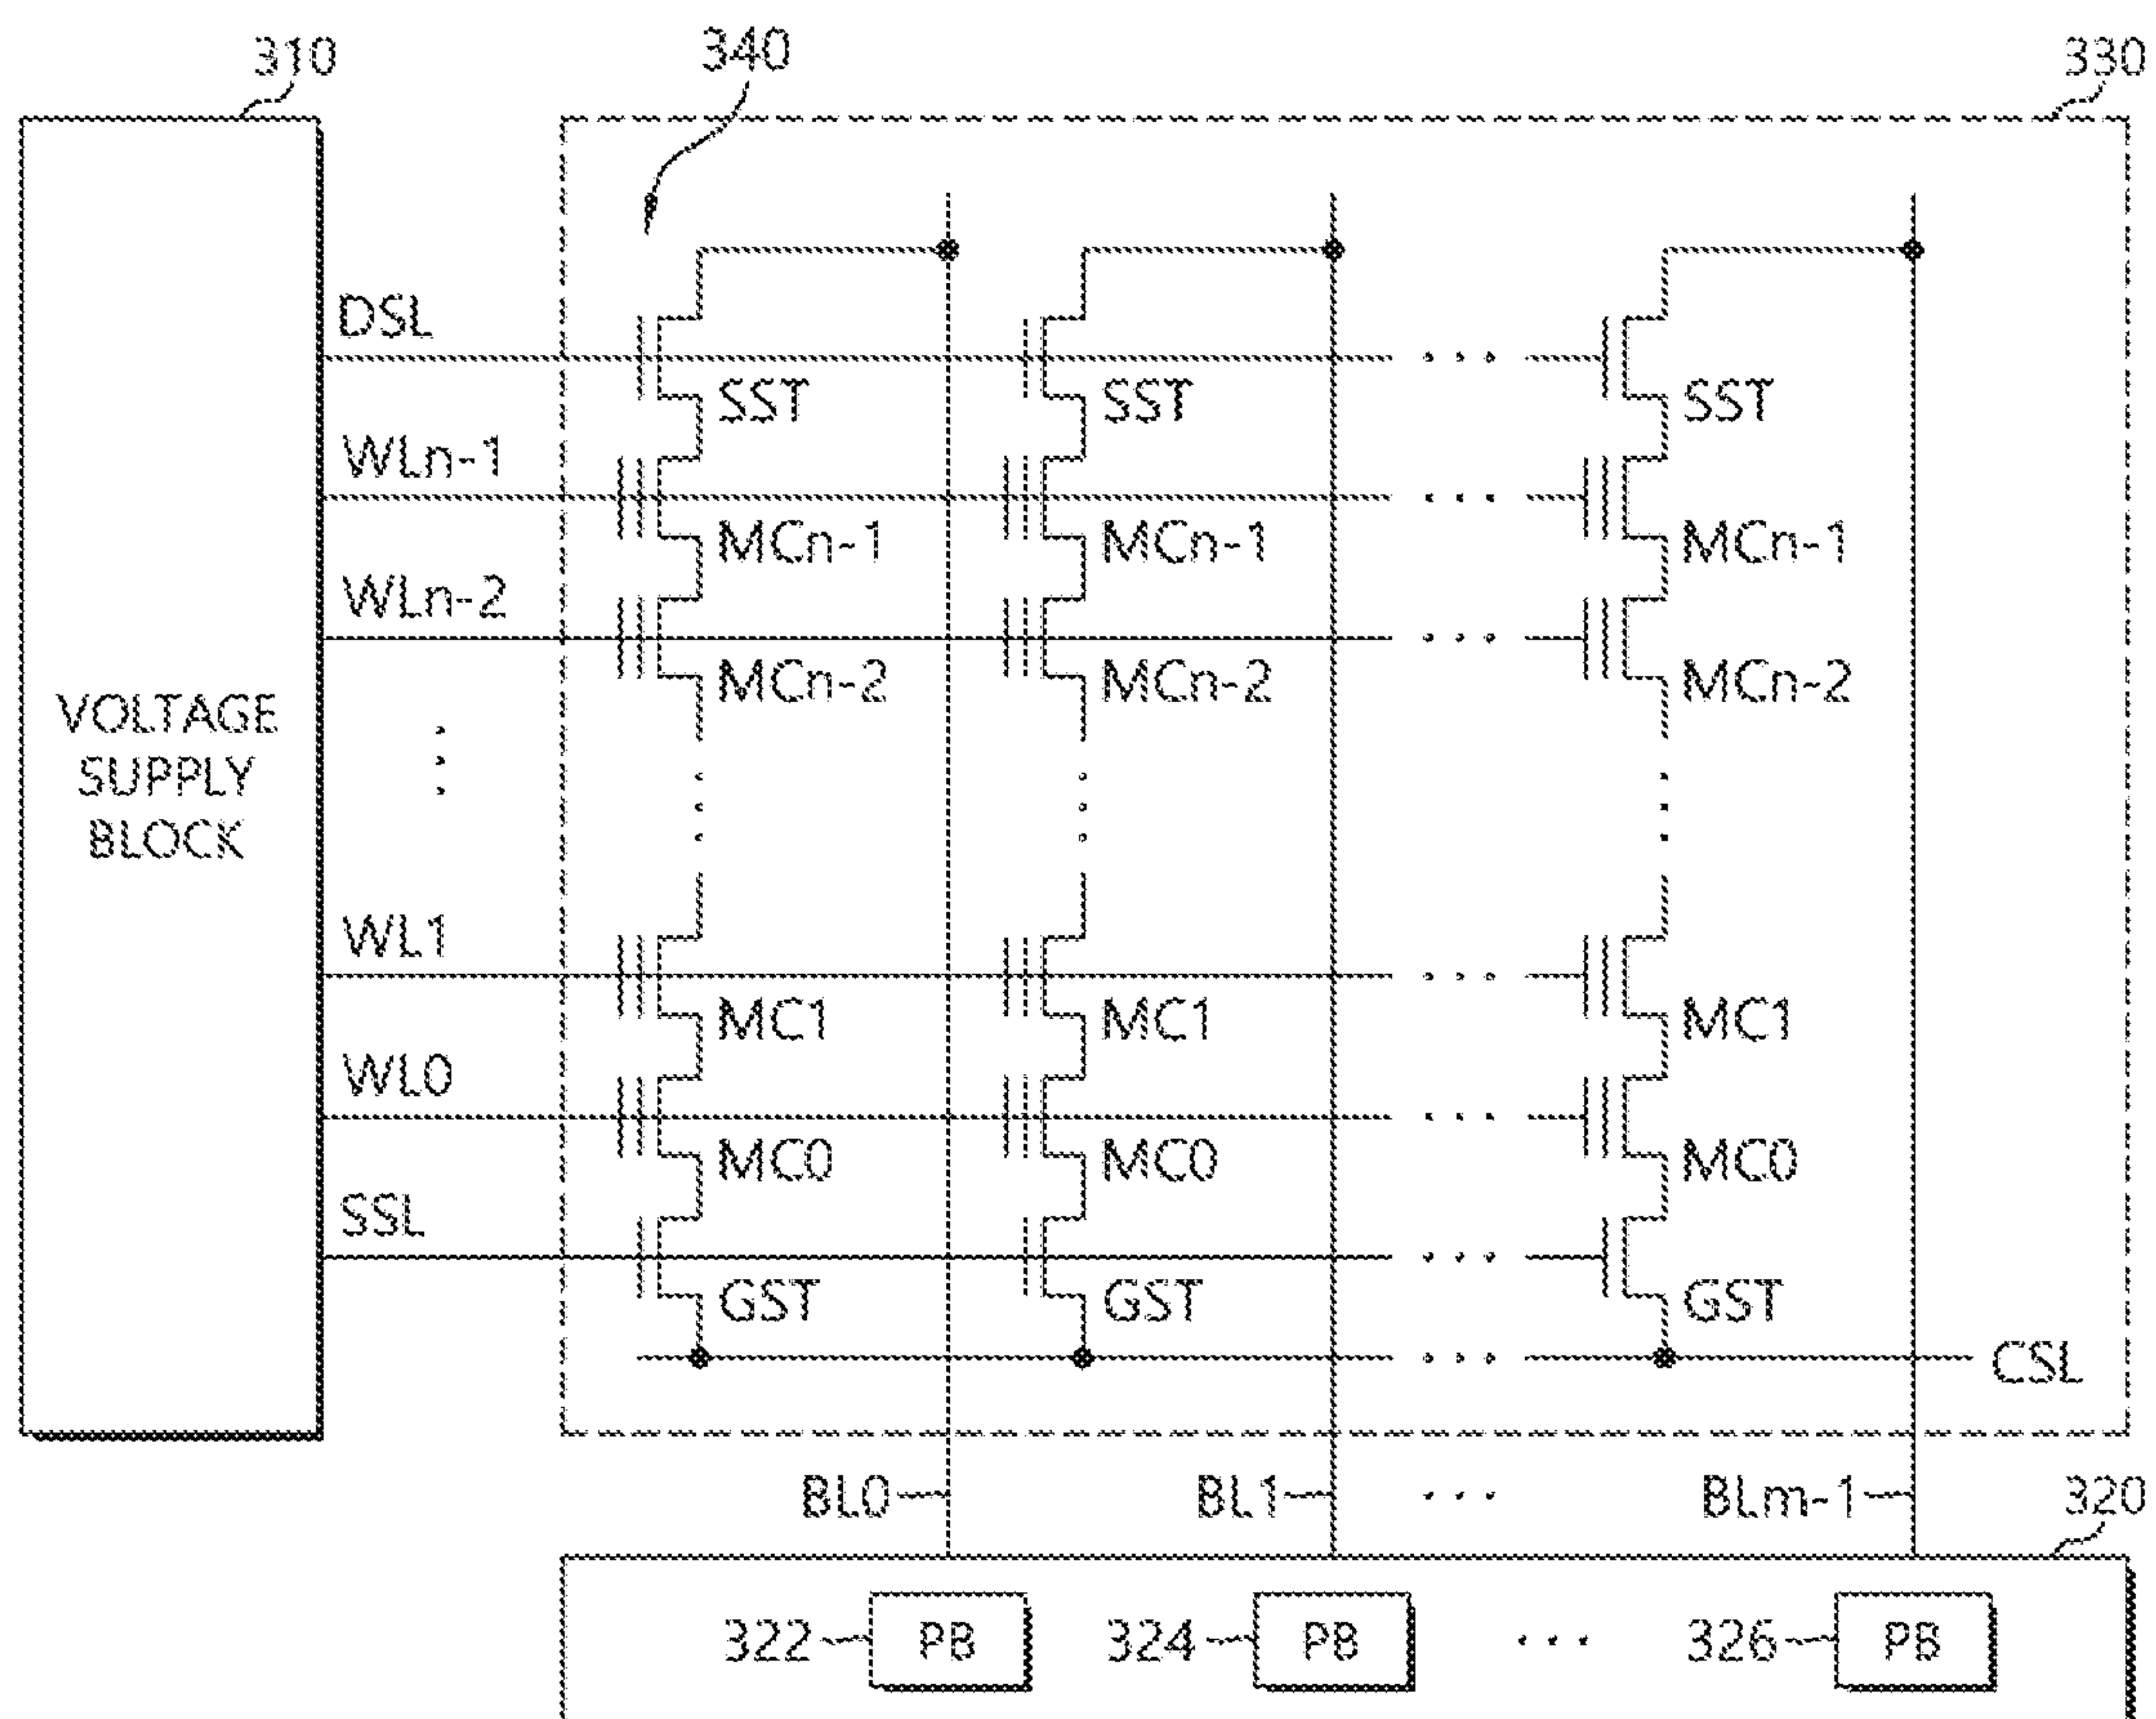 310 340 330
DSL
SST SST SST
WLn-1
MCn-1 MCn-1 MCn-1
WLn-2
MCn-2 MCn-2 MCn-2
VOLTAGE
SUPPLY
BLOCK
WL1
MC1 MC1 MC1
WL0
MC0 MC0 MC0
SSL
GST GST GST
CSL
BL0 BL1 ... BLm-1 320
322 PB 324 PB ... 326 PB